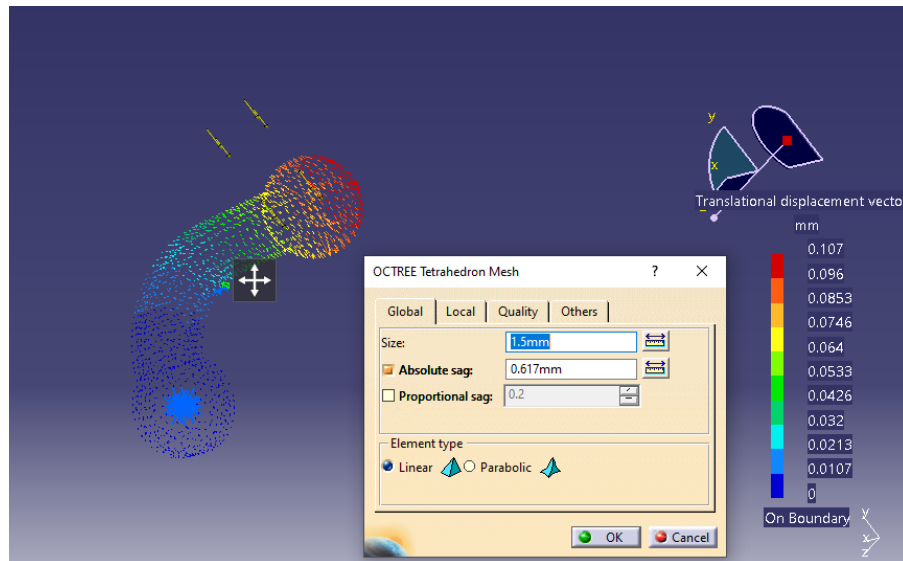 y
x
z
Translational displacement vecto
mm
0.107
0.096
0.0853
0.0746
0.064
0.0533
0.0426
0.032
0.0213
0.0107
0
On Boundary
y
x
z
OCTREE Tetrahedron Mesh ? X
Global Local Quality Others
Size: 1.5mm
Absolute sag: 0.617mm
Proportional sag: 0.2
Element type
Linear Parabolic
OK Cancel